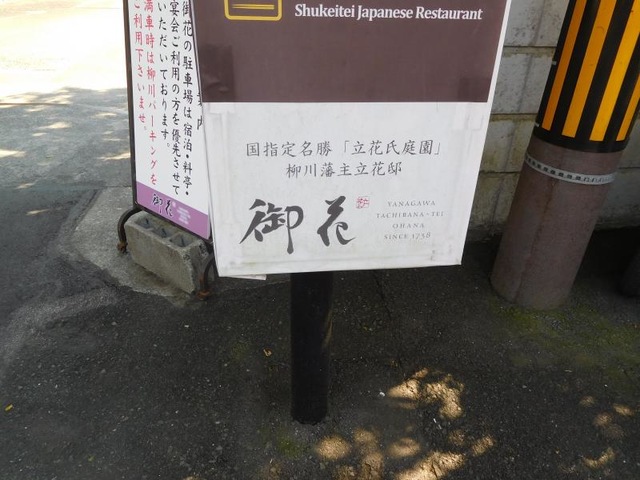 Shukeitei Japanese Restaurant
国指定名勝「立花氏庭園」
柳川藩主立花邸
御花
YANAGAWA
TACHIBANA-TEI
OHANA
SINCE 1738
御花の駐車場は宿泊・料亭・
宴会ご利用の方を優先させて
いただいております。
満車時は柳川パーキングを
ご利用下さいませ。
御花